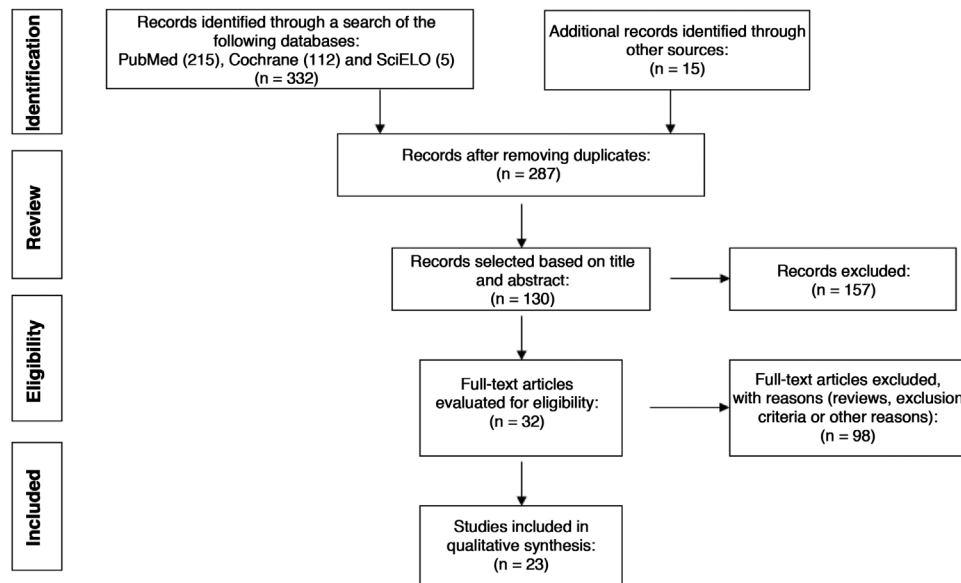 Identification
Records identified through a search of the
following databases:
PubMed (215), Cochrane (112) and SciELO (5)
(n = 332)
Additional records identified through
other sources:
(n = 15)
Review
Records after removing duplicates:
(n = 287)
Records selected based on title
and abstract:
(n = 130)
Records excluded:
(n = 157)
Eligibility
Full-text articles
evaluated for eligibility:
(n = 32)
Full-text articles excluded,
with reasons (reviews, exclusion
criteria or other reasons):
(n = 98)
Included
Studies included in
qualitative synthesis:
(n = 23)